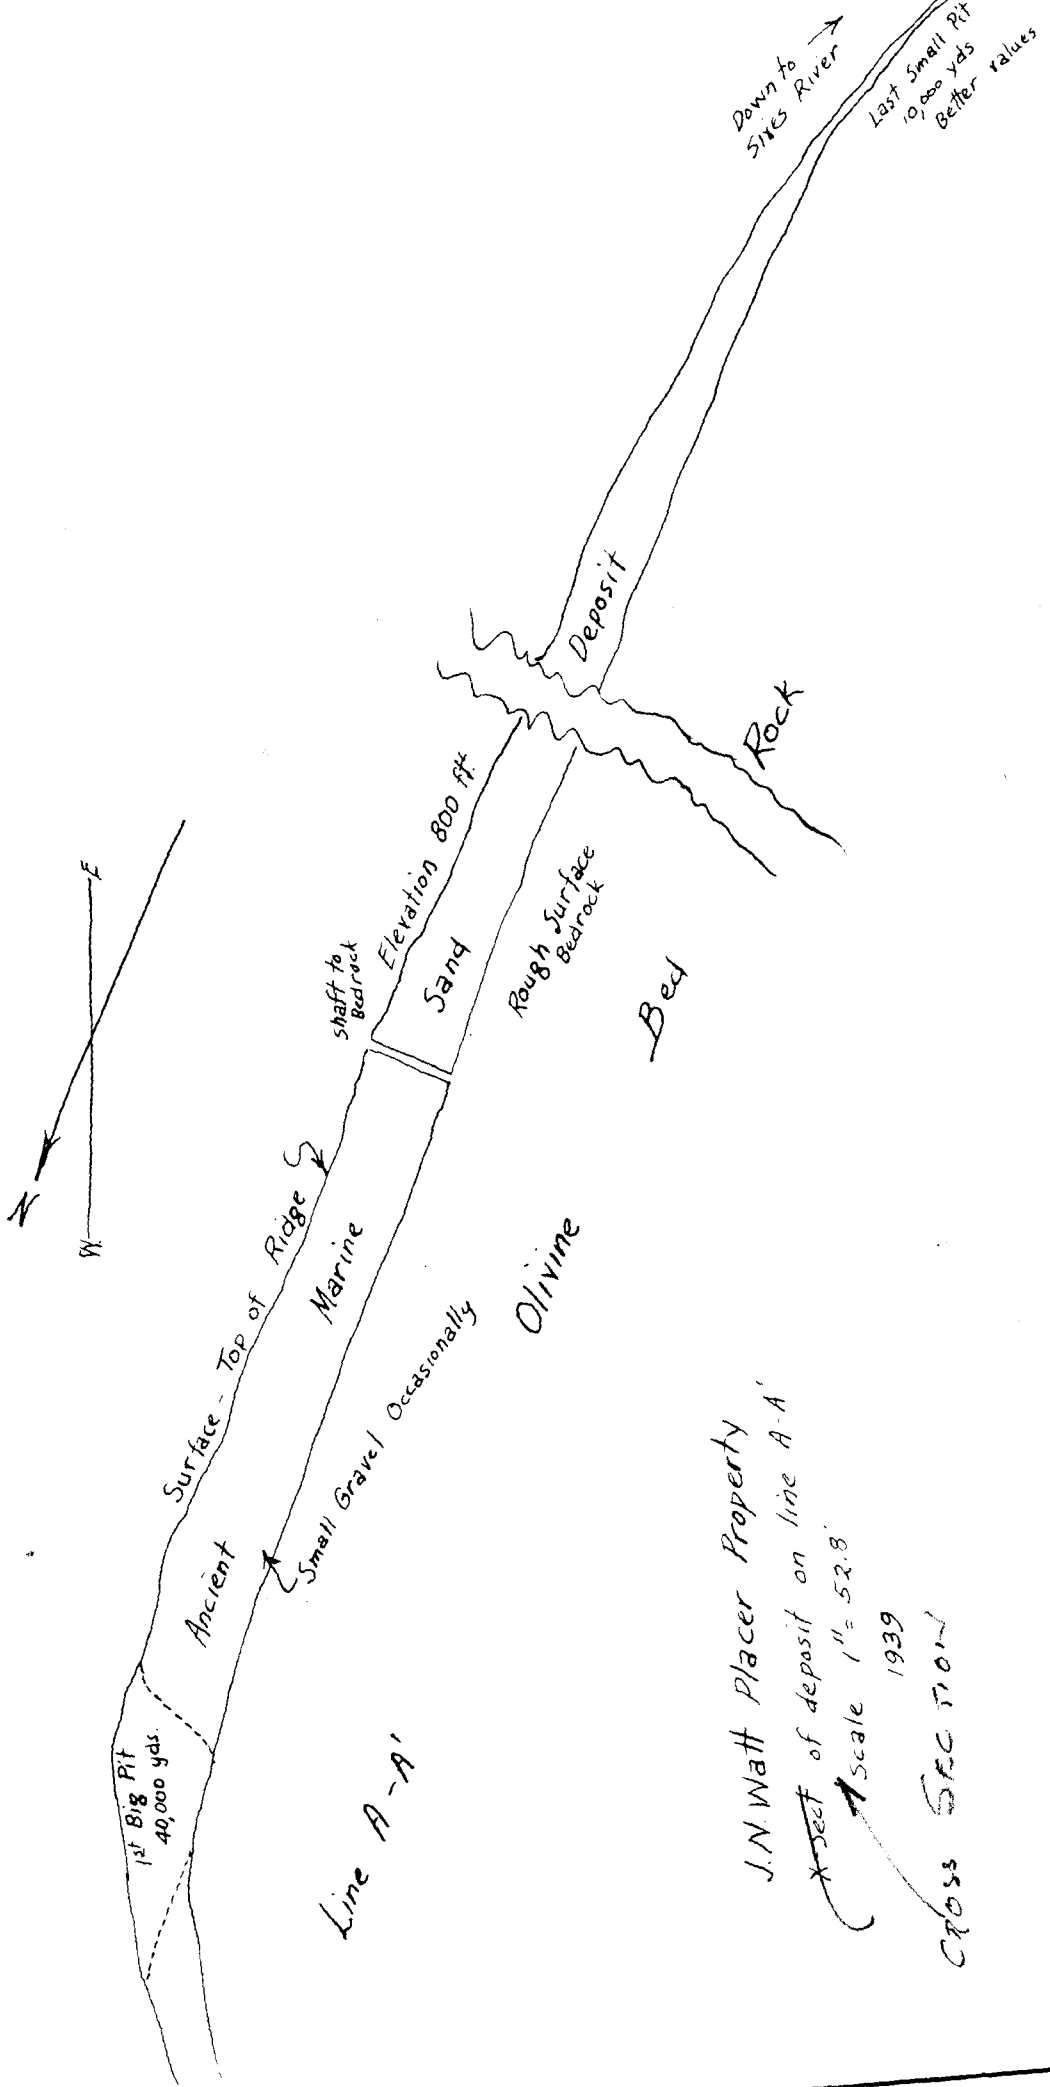 Down to →
Sixes River
Last Small Pit
10,000 yds
Better values
Deposit
Rock
Elevation 800 ft.
Sand
Rough Surface
Bedrock
shaft to
Bedrock
Bed
N
W.
E
Surface - Top of Ridge
Marine
Olivine
Small Gravel Occasionally
Ancient
1st Big Pit
40,000 yds.
Line A-A'
J.N. Watt Placer Property
X-Sect of deposit on line A-A'
Scale 1" = 52.8'
1939
CROSS SECTION